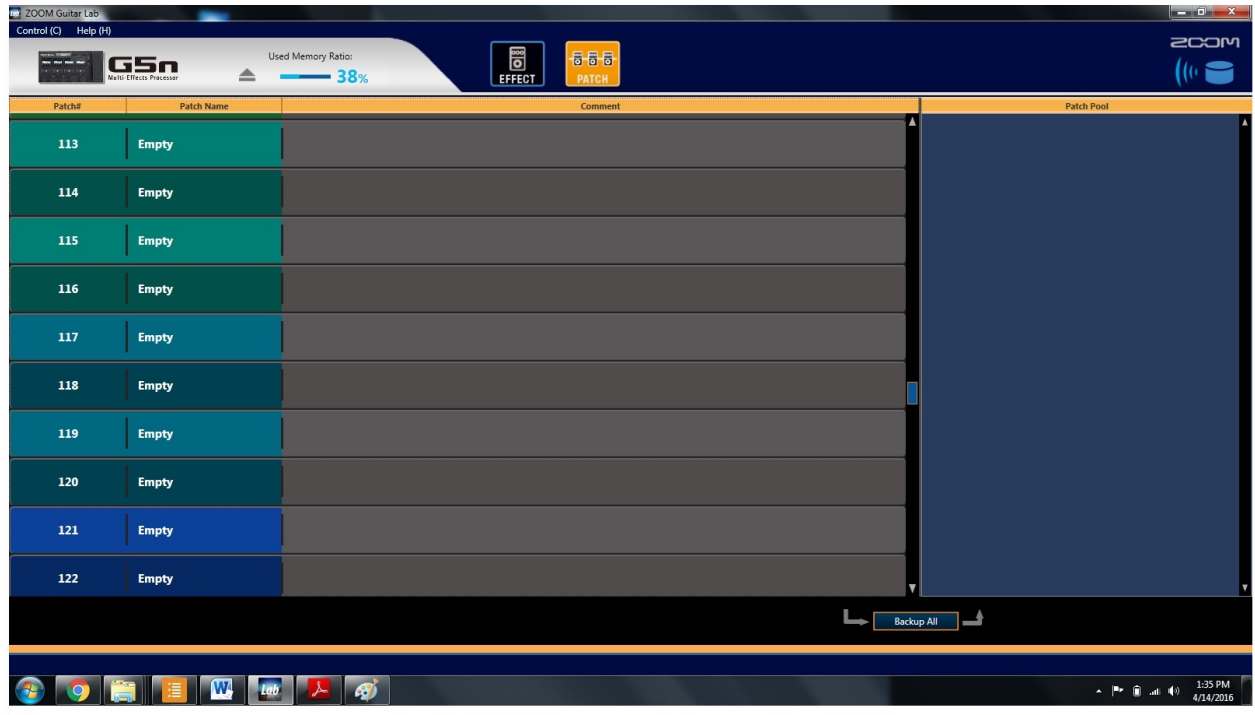 ZOOM Guitar Lab
Control (C) Help (H)
G5n
Multi-Effects Processor
Used Memory Ratio:
38%
EFFECT
PATCH
ZOOM
Patch# Patch Name Comment Patch Pool
113 Empty
114 Empty
115 Empty
116 Empty
117 Empty
118 Empty
119 Empty
120 Empty
121 Empty
122 Empty
Backup All
W Lab
1:35 PM
4/14/2016